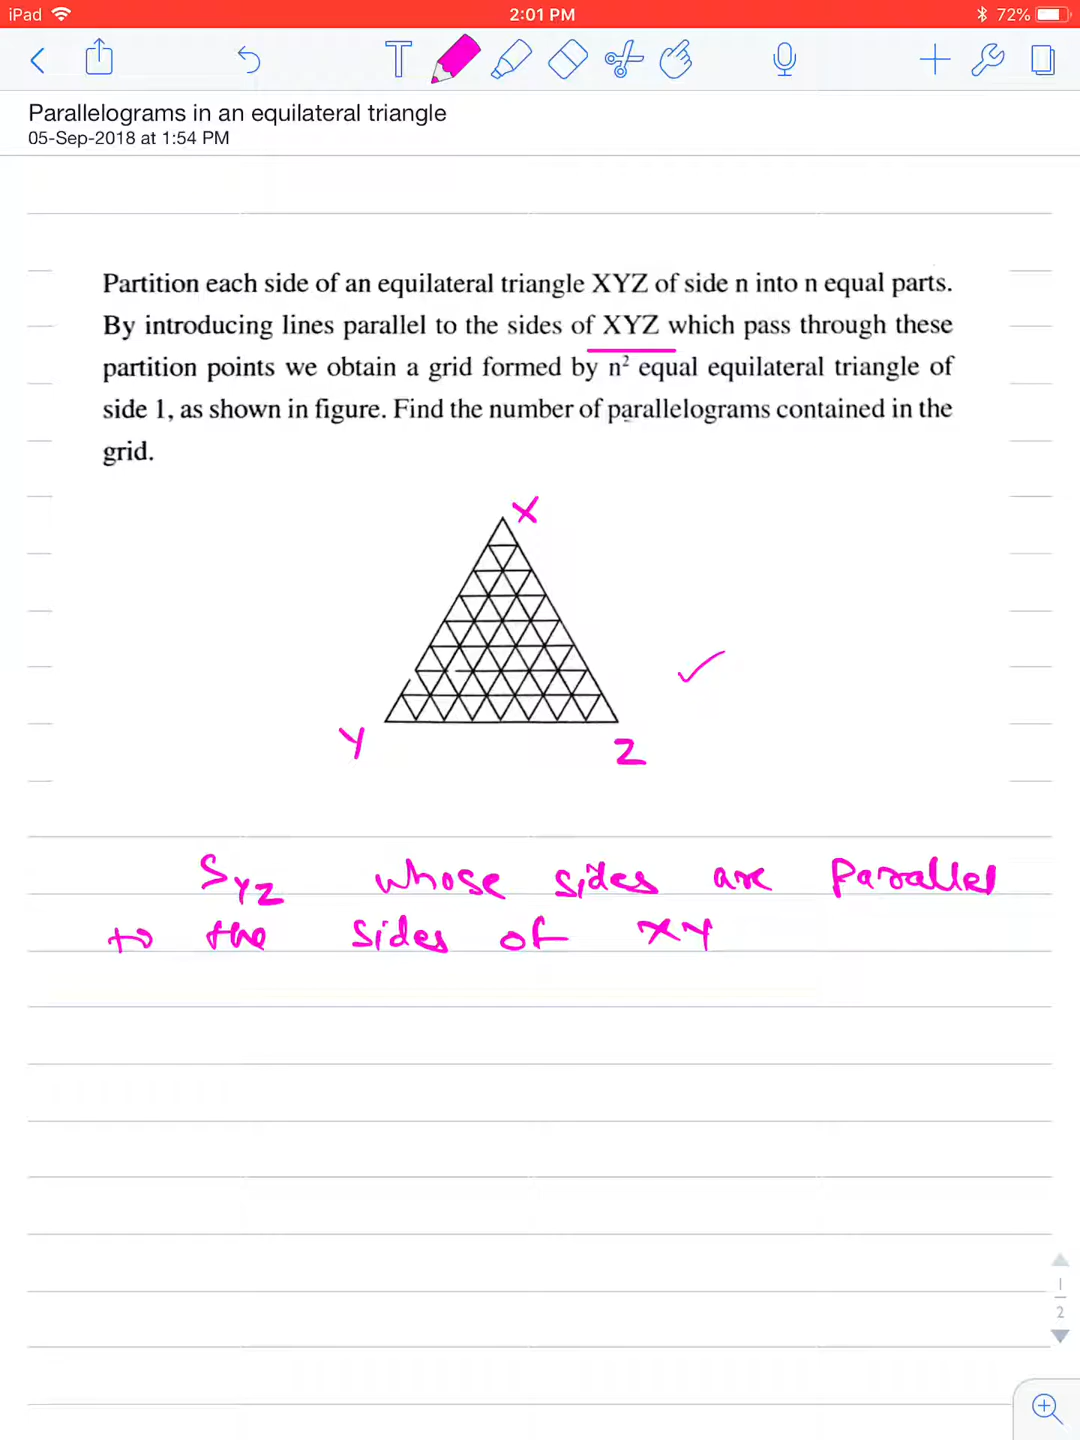 iPad 2:01 PM 72%
T
Parallelograms in an equilateral triangle
05-Sep-2018 at 1:54 PM
Partition each side of an equilateral triangle XYZ of side n into n equal parts.
By introducing lines parallel to the sides of XYZ which pass through these
partition points we obtain a grid formed by n² equal equilateral triangle of
side 1, as shown in figure. Find the number of parallelograms contained in the
grid.
X
Y
Z
S_YZ whose sides are parallel
to the sides of XY
1
2